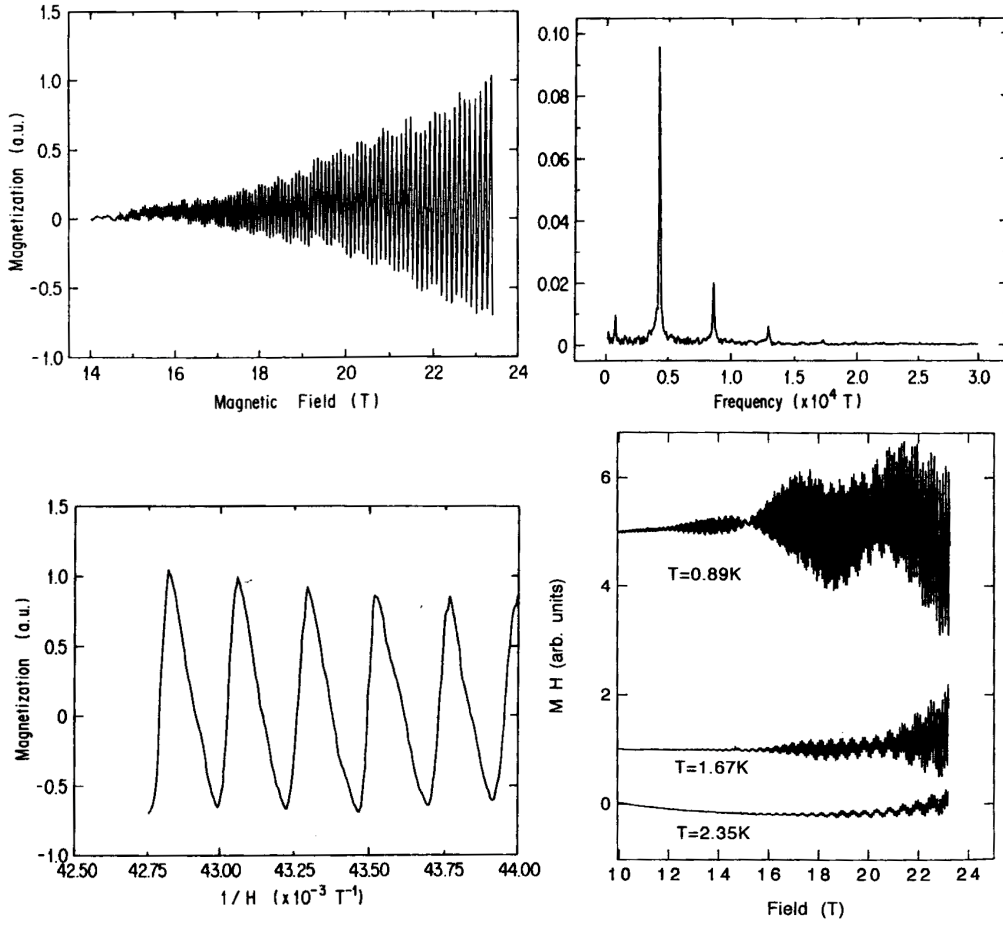 1.5
1.0
0.5
0
-0.5
-1.0
Magnetization (a.u.)
14 16 18 20 22 24
Magnetic Field (T)
0.10
0.08
0.06
0.04
0.02
0
0 0.5 1.0 1.5 2.0 2.5 3.0
Frequency (x10⁴ T)
1.5
1.0
0.5
0
-0.5
-1.0
Magnetization (a.u.)
42.50 42.75 43.00 43.25 43.50 43.75 44.00
1/H (x10⁻³ T⁻¹)
6
4
2
0
M H (arb. units)
T=0.89K
T=1.67K
T=2.35K
10 12 14 16 18 20 22 24
Field (T)